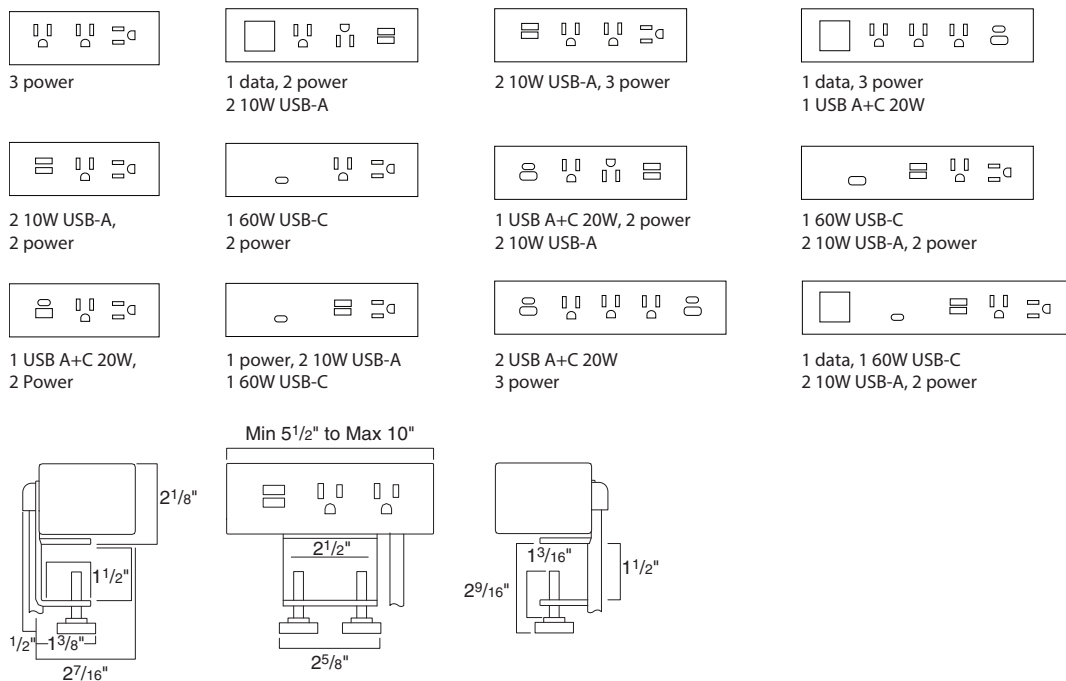 3 power
1 data, 2 power
2 10W USB-A
2 10W USB-A, 3 power
1 data, 3 power
1 USB A+C 20W
2 10W USB-A,
2 power
1 60W USB-C
2 power
1 USB A+C 20W, 2 power
2 10W USB-A
1 60W USB-C
2 10W USB-A, 2 power
1 USB A+C 20W,
2 Power
1 power, 2 10W USB-A
1 60W USB-C
2 USB A+C 20W
3 power
1 data, 1 60W USB-C
2 10W USB-A, 2 power
Min 5 1/2" to Max 10"
2 1/8"
1 1/2"
1/2"
1 3/8"
2 7/16"
2 1/2"
2 5/8"
1 3/16"
1 1/2"
2 9/16"